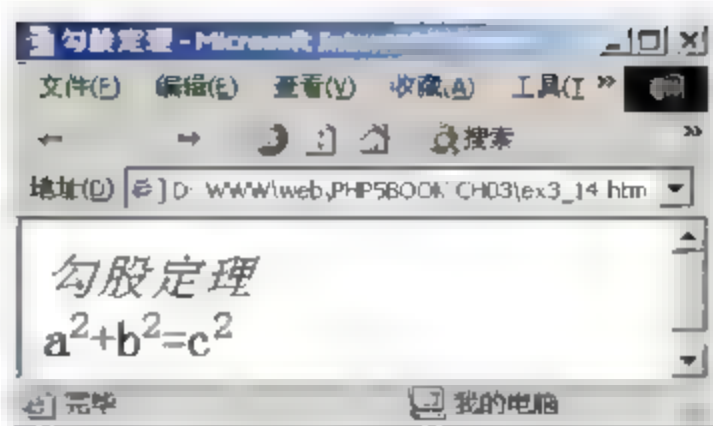 勾股定理 - Microsoft
文件(F) 编辑(E) 查看(V) 收藏(A) 工具(T »
搜索 »
地址(D) D: WWW\web\PHP5BOOK\CH03\ex3_14 htm
勾股定理
a²+b²=c²
完毕 我的电脑